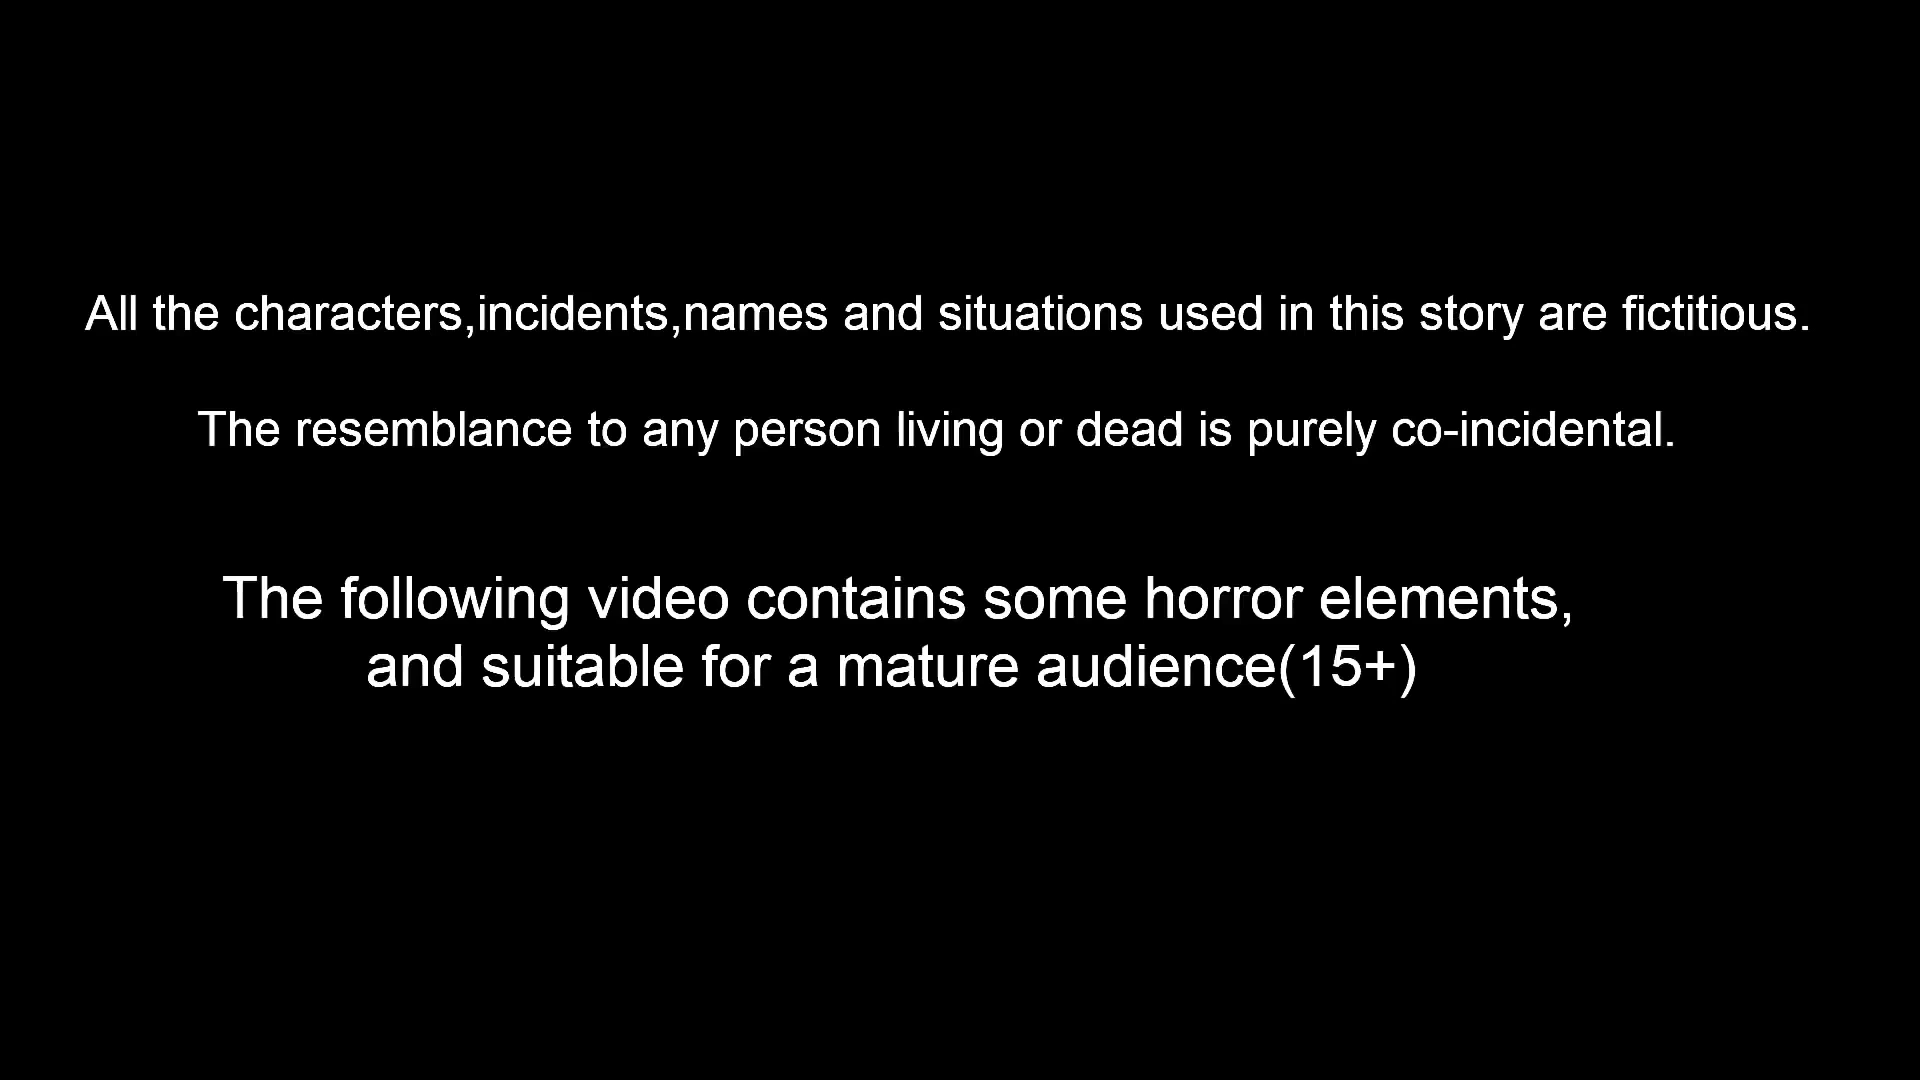 All the characters,incidents,names and situations used in this story are fictitious.
The resemblance to any person living or dead is purely co-incidental.
The following video contains some horror elements,
and suitable for a mature audience(15+)